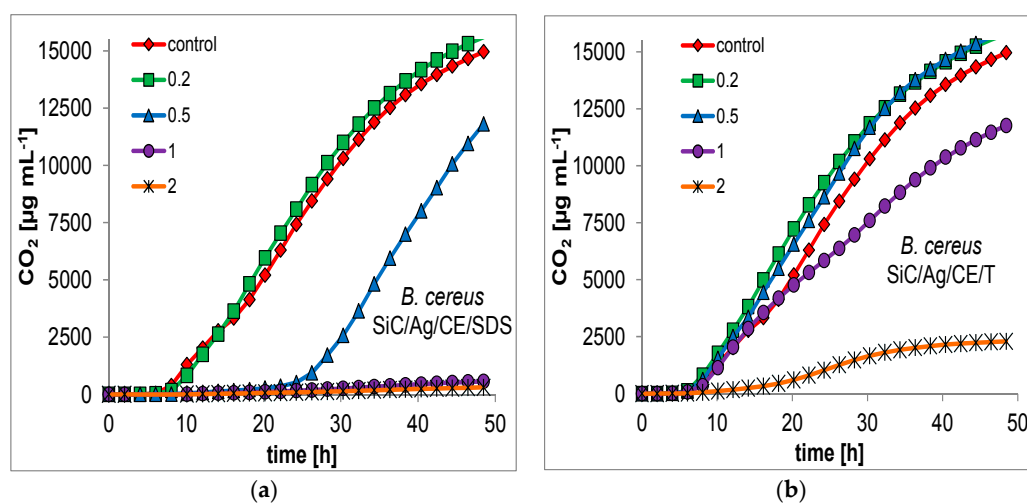 15000
12500
10000
7500
5000
2500
0
CO₂ [µg mL⁻¹]
control
0.2
0.5
1
2
B. cereus
SiC/Ag/CE/SDS
0 10 20 30 40 50
time [h]
(a)
15000
12500
10000
7500
5000
2500
0
CO₂ [µg mL⁻¹]
control
0.2
0.5
1
2
B. cereus
SiC/Ag/CE/T
0 10 20 30 40 50
time [h]
(b)